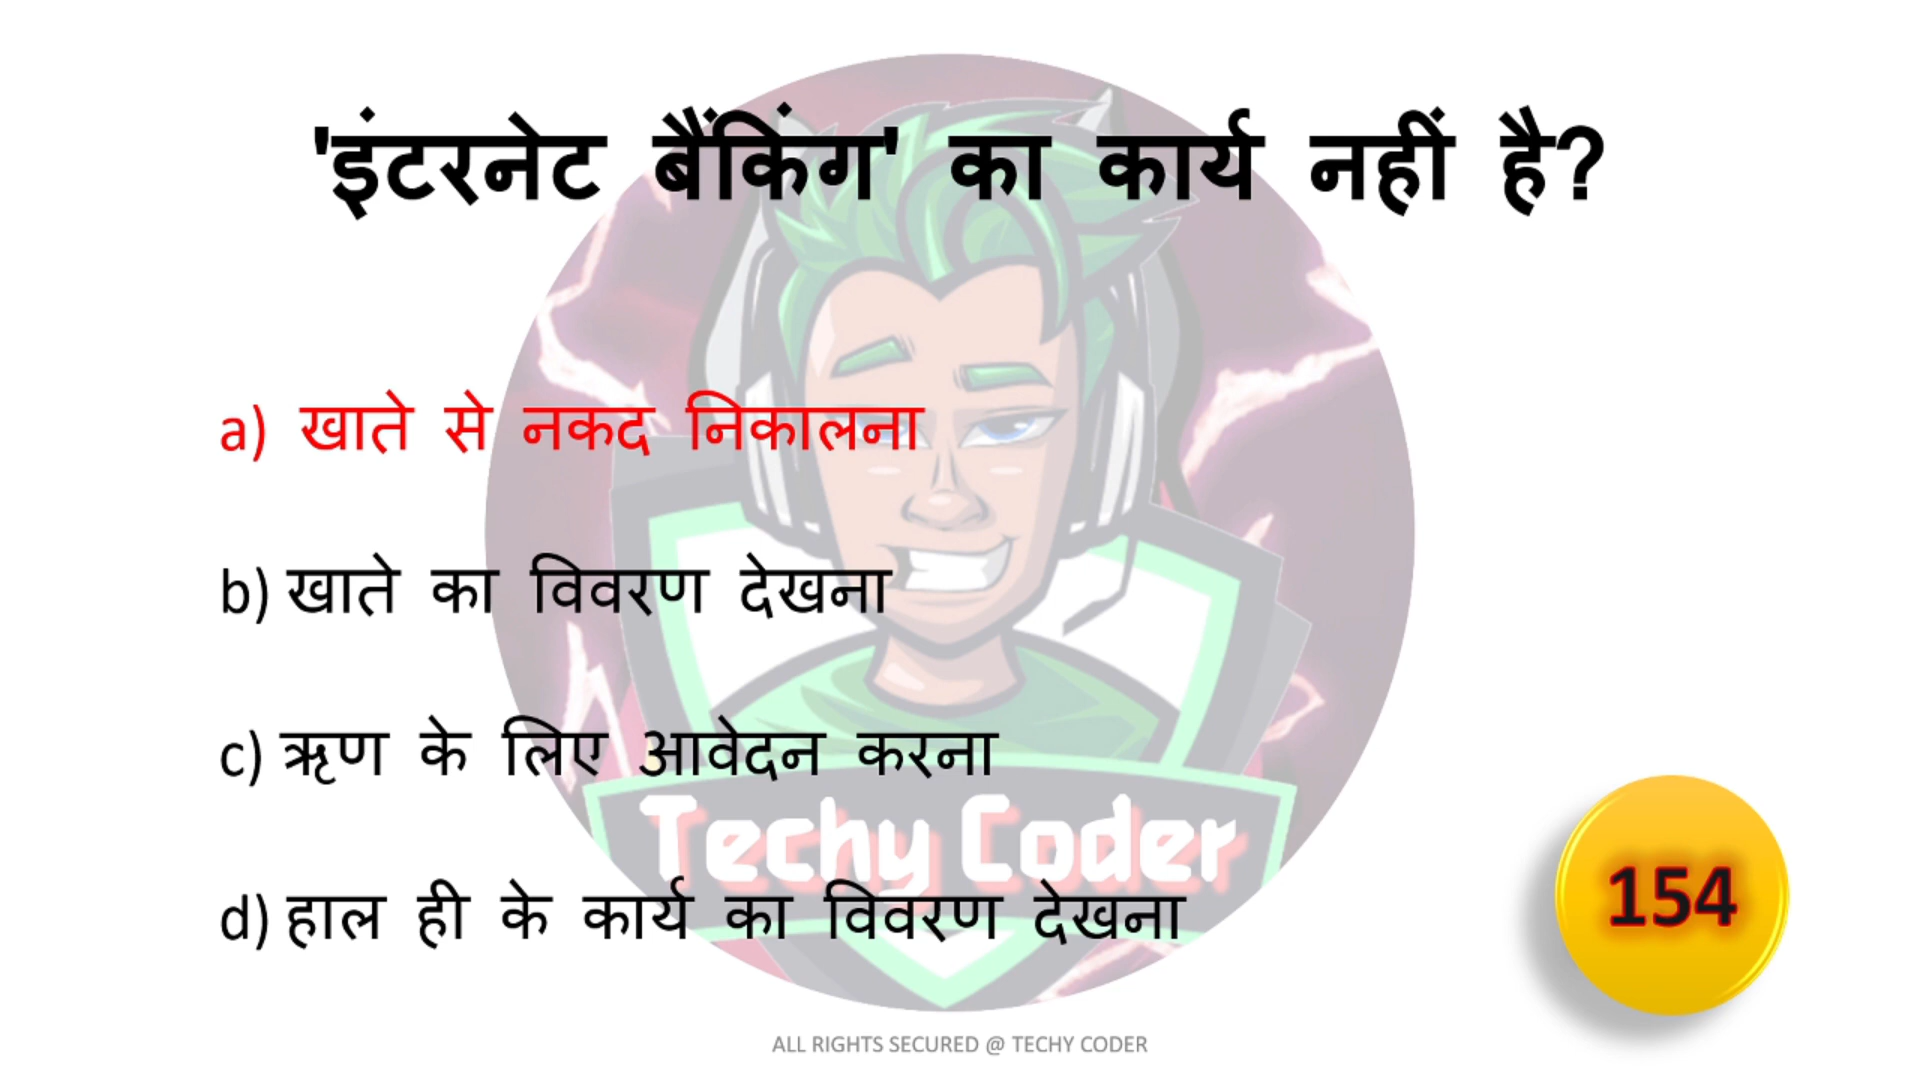 'इंटरनेट बैंकिंग' का कार्य नहीं है?
a) खाते से नकद निकालना
b) खाते का विवरण देखना
c) ऋण के लिए आवेदन करना
Techy Coder
d) हाल ही के कार्य का विवरण देखना
154
ALL RIGHTS SECURED @ TECHY CODER